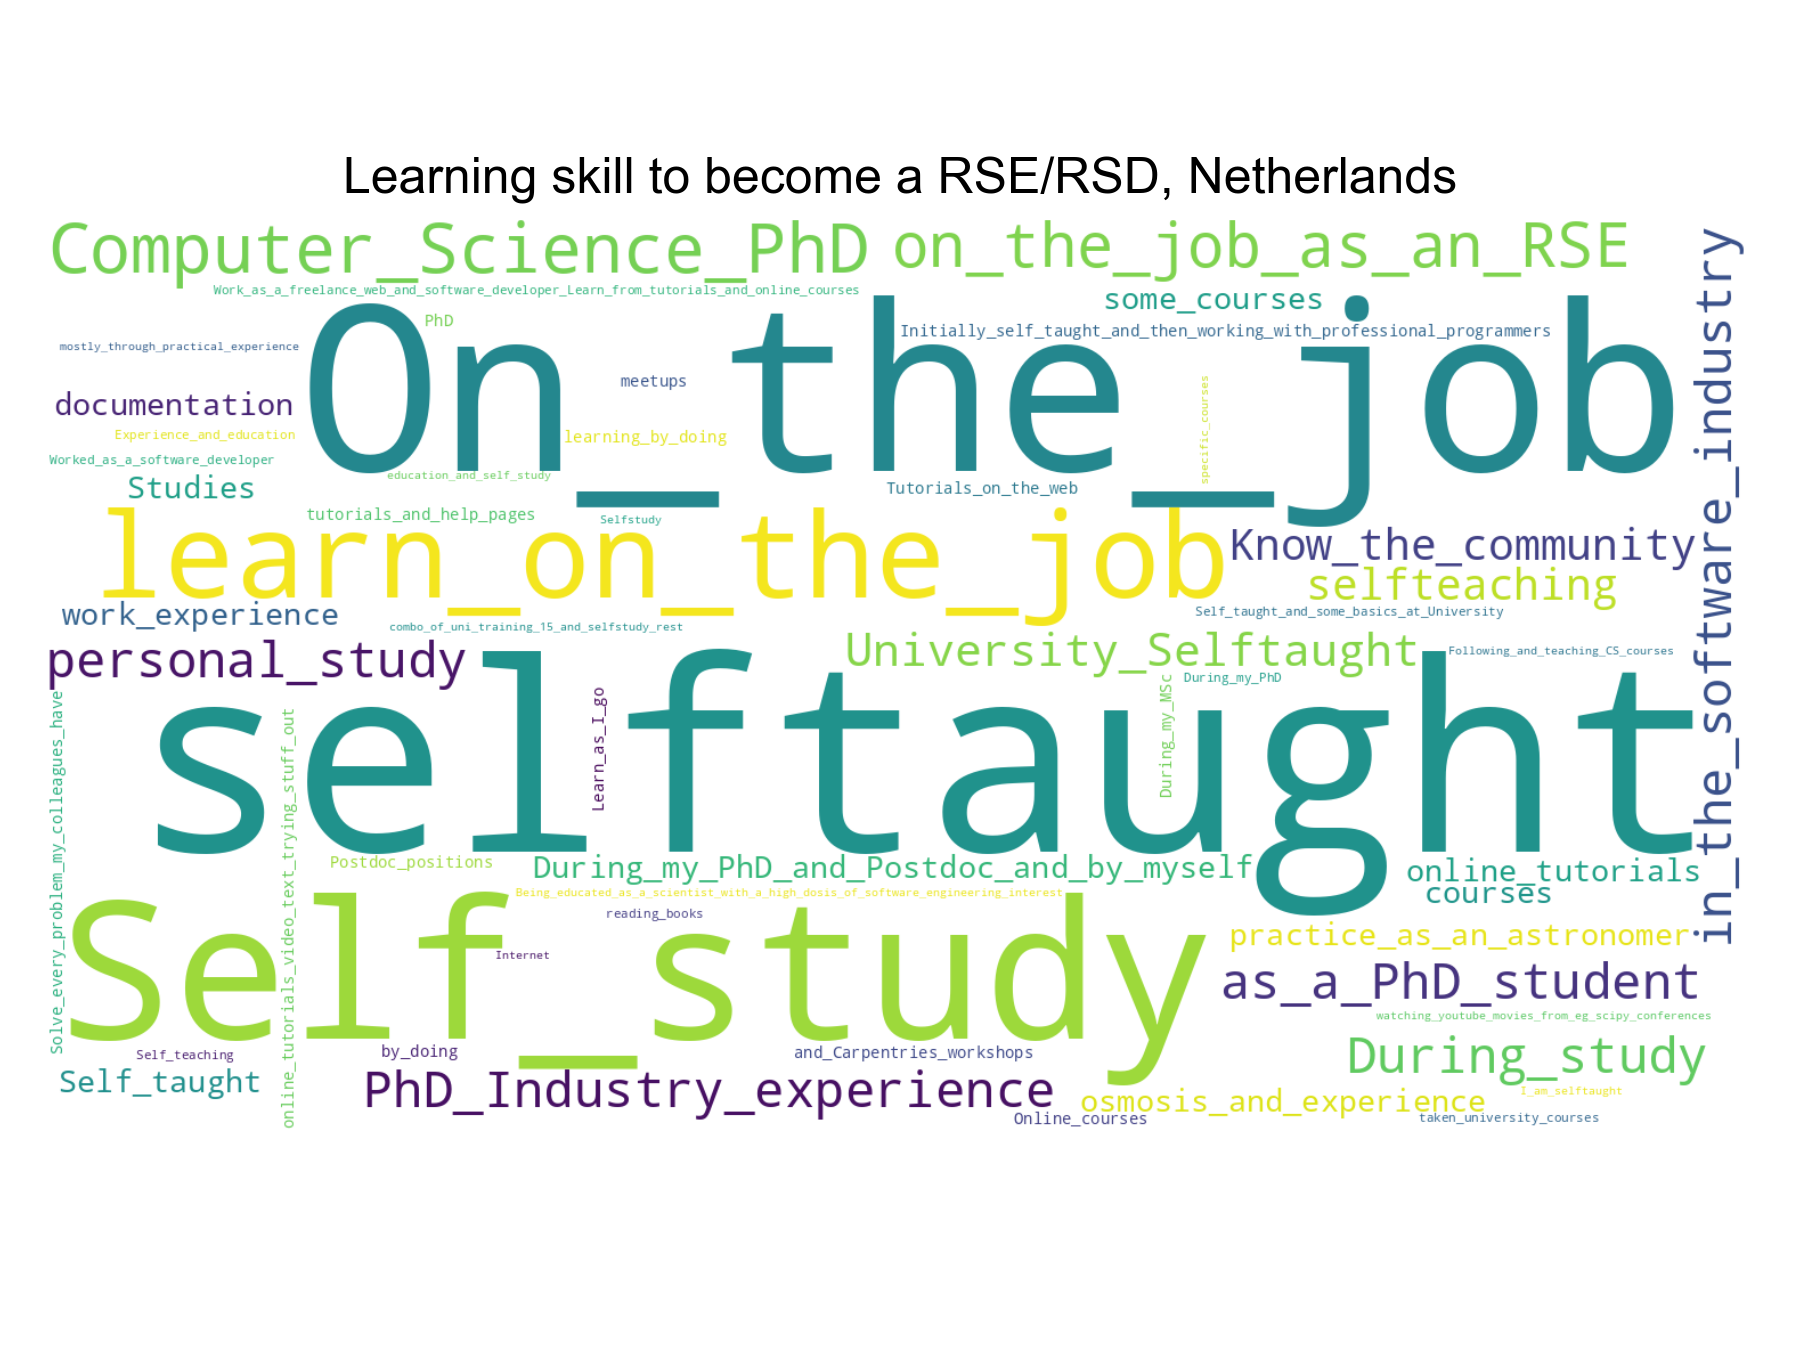 Learning skill to become a RSE/RSD, Netherlands
Computer_Science_PhD
on_the_job_as_an_RSE
in_the_software_industry
Work_as_a_freelance_web_and_software_developer_Learn_from_tutorials_and_online_courses
some_courses
PhD
Initially_self_taught_and_then_working_with_professional_programmers
On_the_job
mostly_through_practical_experience
meetups
specific_courses
documentation
Experience_and_education
learning_by_doing
Worked_as_a_software_developer
education_and_self_study
Studies
Tutorials_on_the_web
tutorials_and_help_pages
Selfstudy
learn_on_the_job
Know_the_community
selfteaching
work_experience
Self_taught_and_some_basics_at_University
combo_of_uni_training_15_and_selfstudy_rest
personal_study
University_Selftaught
Following_and_teaching_CS_courses
During_my_PhD
During_my_MSc
Learn_as_I_go
selftaught
Solve_every_problem_my_colleagues_have
online_tutorials_video_text_trying_stuff_out
Postdoc_positions
During_my_PhD_and_Postdoc_and_by_myself
online_tutorials
Being_educated_as_a_scientist_with_a_high_dosis_of_software_engineering_interest
courses
reading_books
Self_study
practice_as_an_astronomer
Internet
as_a_PhD_student
watching_youtube_movies_from_eg_scipy_conferences
Self_teaching
by_doing
and_Carpentries_workshops
During_study
Self_taught
PhD_Industry_experience
osmosis_and_experience
I_am_selftaught
Online_courses
taken_university_courses